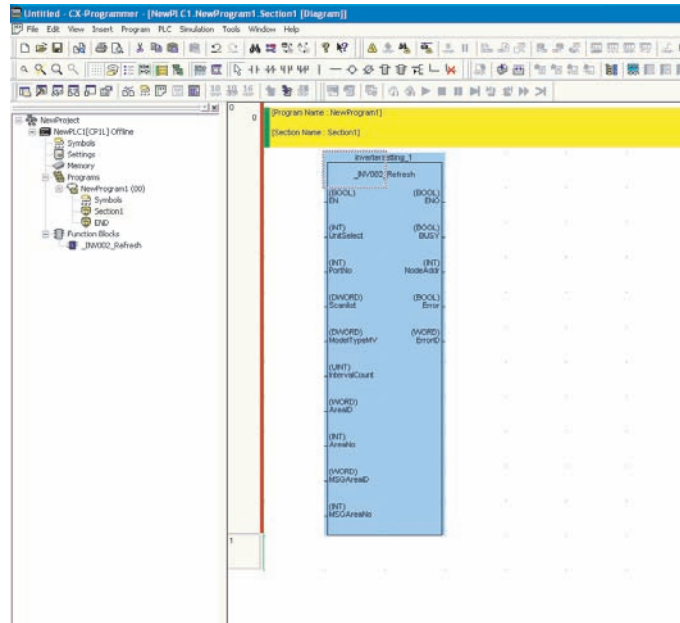 Untitled - CX-Programmer - [NewPLC1.NewProgram1.Section1 [Diagram]]
File Edit View Insert Program PLC Simulation Tools Window Help
NewProject
NewPLC1[CP1L] Offline
Symbols
Settings
Memory
Programs
NewProgram1 (00)
Symbols
Section1
END
Function Blocks
_INV002_Refresh
0
0
[Program Name : NewProgram1]
[Section Name : Section1]
_INV002_Refresh
(BOOL) (BOOL)
EN ENO
(INT) (BOOL)
UnitSelect BUSY
(INT) (INT)
PortNo NodeAddr
(DWORD) (BOOL)
Scanlist Error
(DWORD) (WORD)
ModelTypeMV ErrorID
(UINT)
IntervalCount
(WORD)
AreaID
(INT)
AreaNo
(WORD)
MSGAreaID
(INT)
MSGAreaNo
1